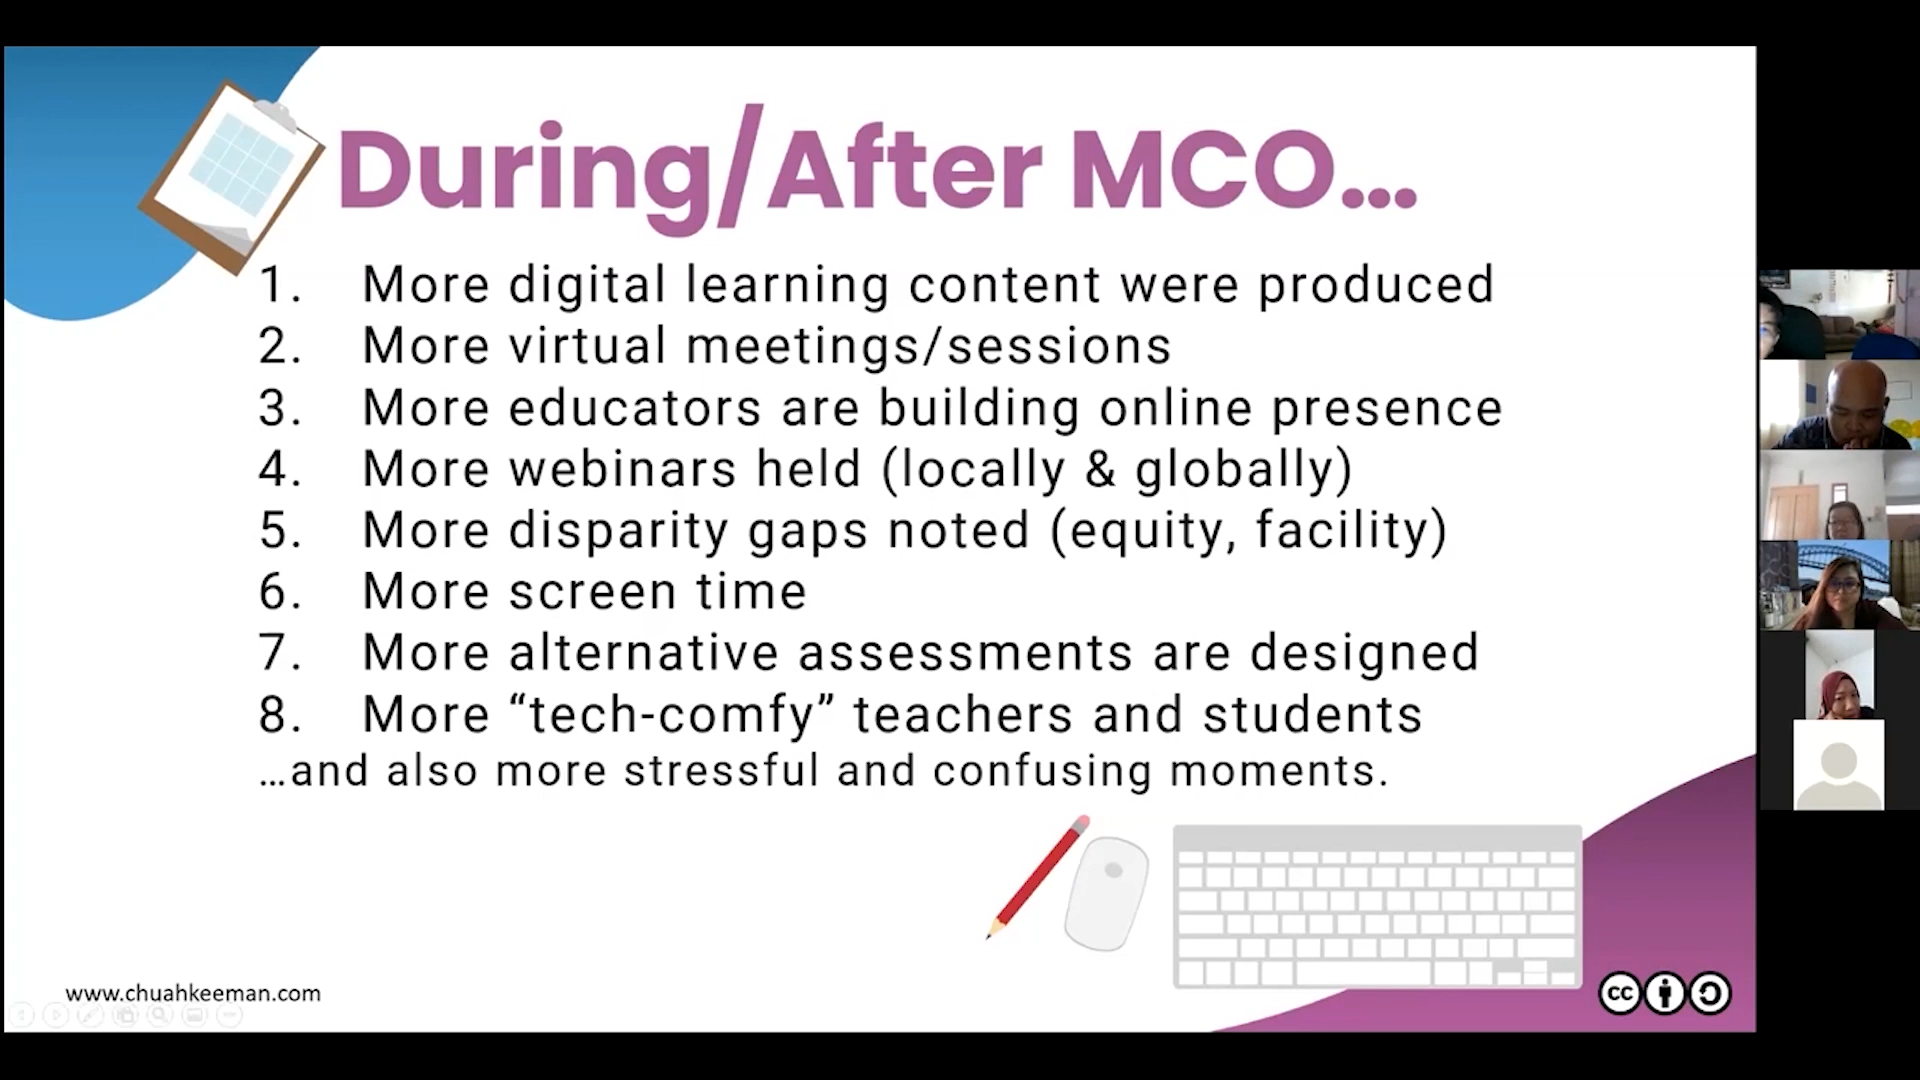 During/After MCO...
1. More digital learning content were produced
2. More virtual meetings/sessions
3. More educators are building online presence
4. More webinars held (locally & globally)
5. More disparity gaps noted (equity, facility)
6. More screen time
7. More alternative assessments are designed
8. More “tech-comfy” teachers and students
...and also more stressful and confusing moments.
www.chuahkeeman.com
cc